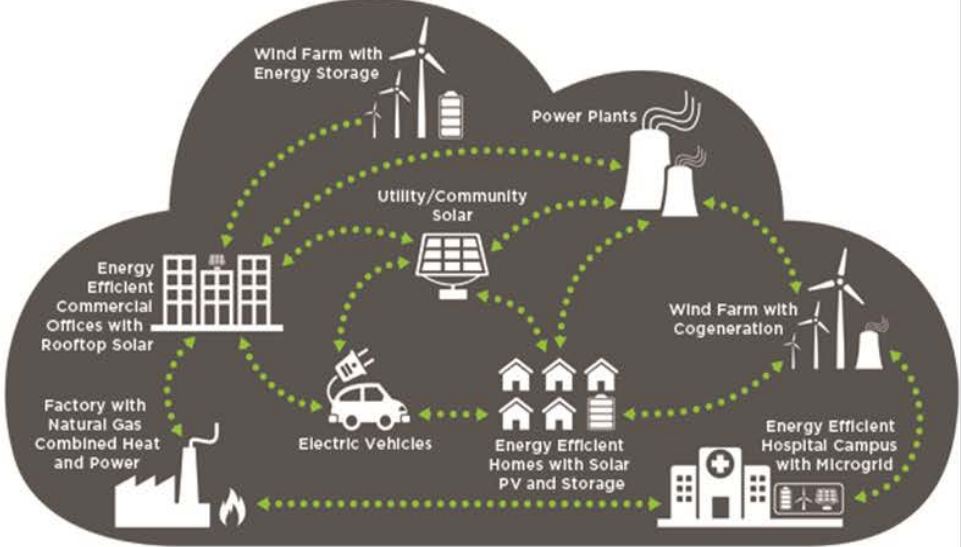 Wind Farm with
Energy Storage
Power Plants
Utility/Community
Solar
Energy
Efficient
Commercial
Offices with
Rooftop Solar
Wind Farm with
Cogeneration
Factory with
Natural Gas
Combined Heat
and Power
Electric Vehicles
Energy Efficient
Homes with Solar
PV and Storage
Energy Efficient
Hospital Campus
with Microgrid